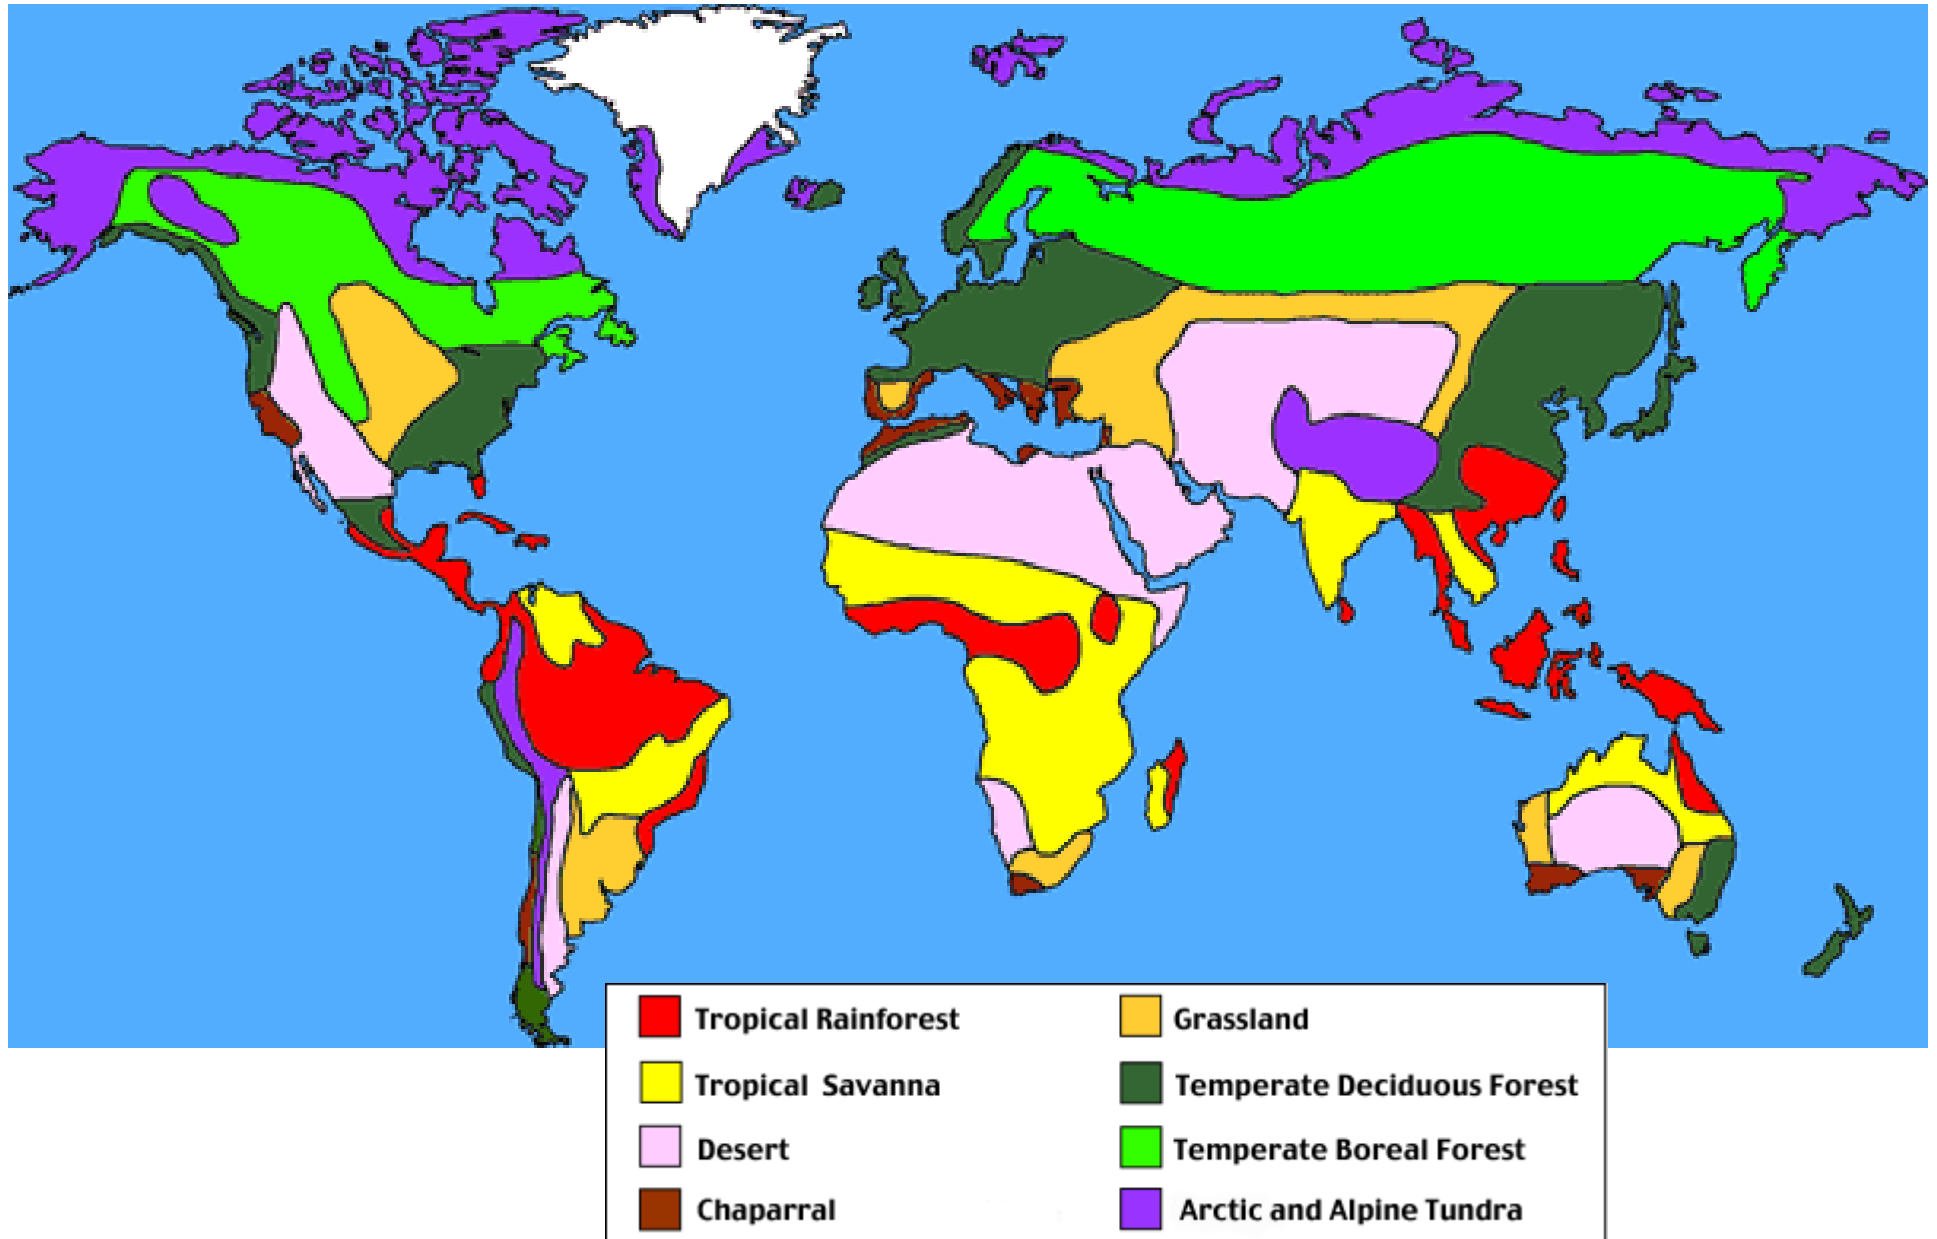 Tropical Rainforest
Tropical Savanna
Desert
Chaparral
Grassland
Temperate Deciduous Forest
Temperate Boreal Forest
Arctic and Alpine Tundra